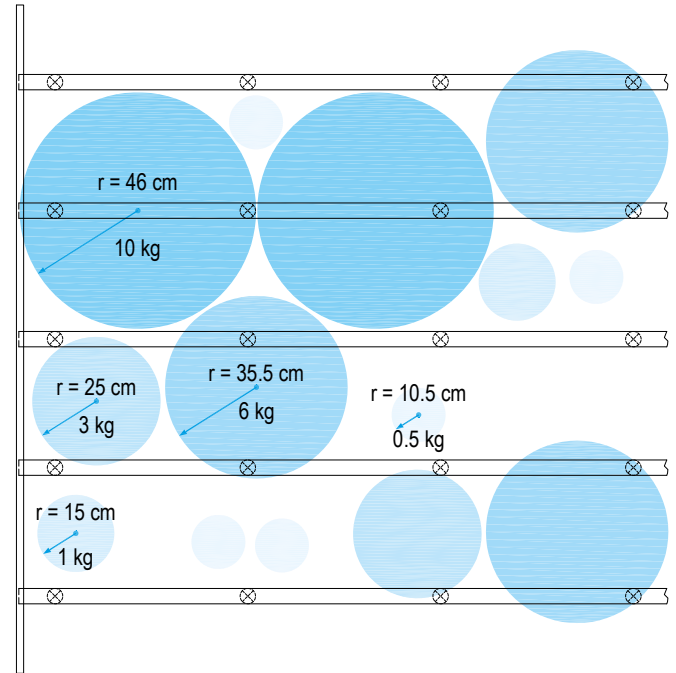 r = 46 cm
10 kg
r = 35.5 cm
6 kg
r = 25 cm
3 kg
r = 10.5 cm
0.5 kg
r = 15 cm
1 kg